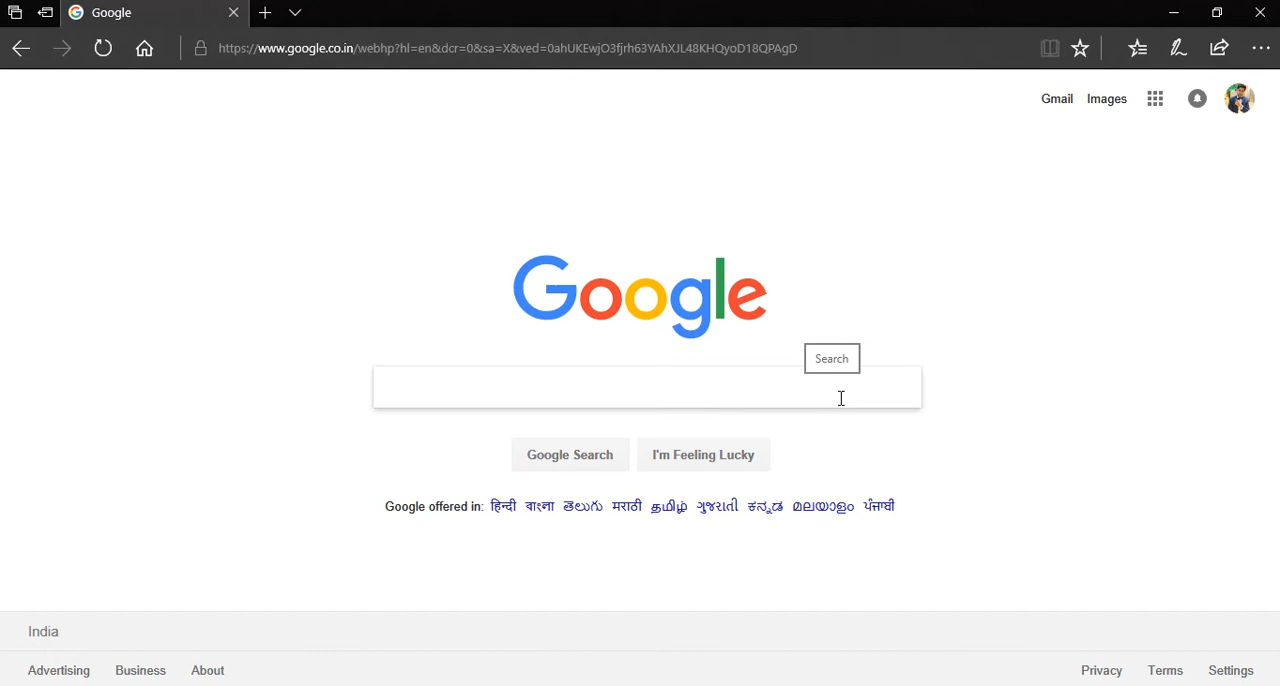 Google
https://www.google.co.in/webhp?hl=en&dcr=0&sa=X&ved=0ahUKEwjO3fjrh63YAhXJL48KHQyoD18QPAgD
Gmail Images
Google
Search
Google Search I'm Feeling Lucky
Google offered in: हिन्दी বাংলা తెలుగు मराठी தமிழ் ગુજરાતી ಕನ್ನಡ മലയാളം ਪੰਜਾਬੀ
India
Advertising Business About Privacy Terms Settings